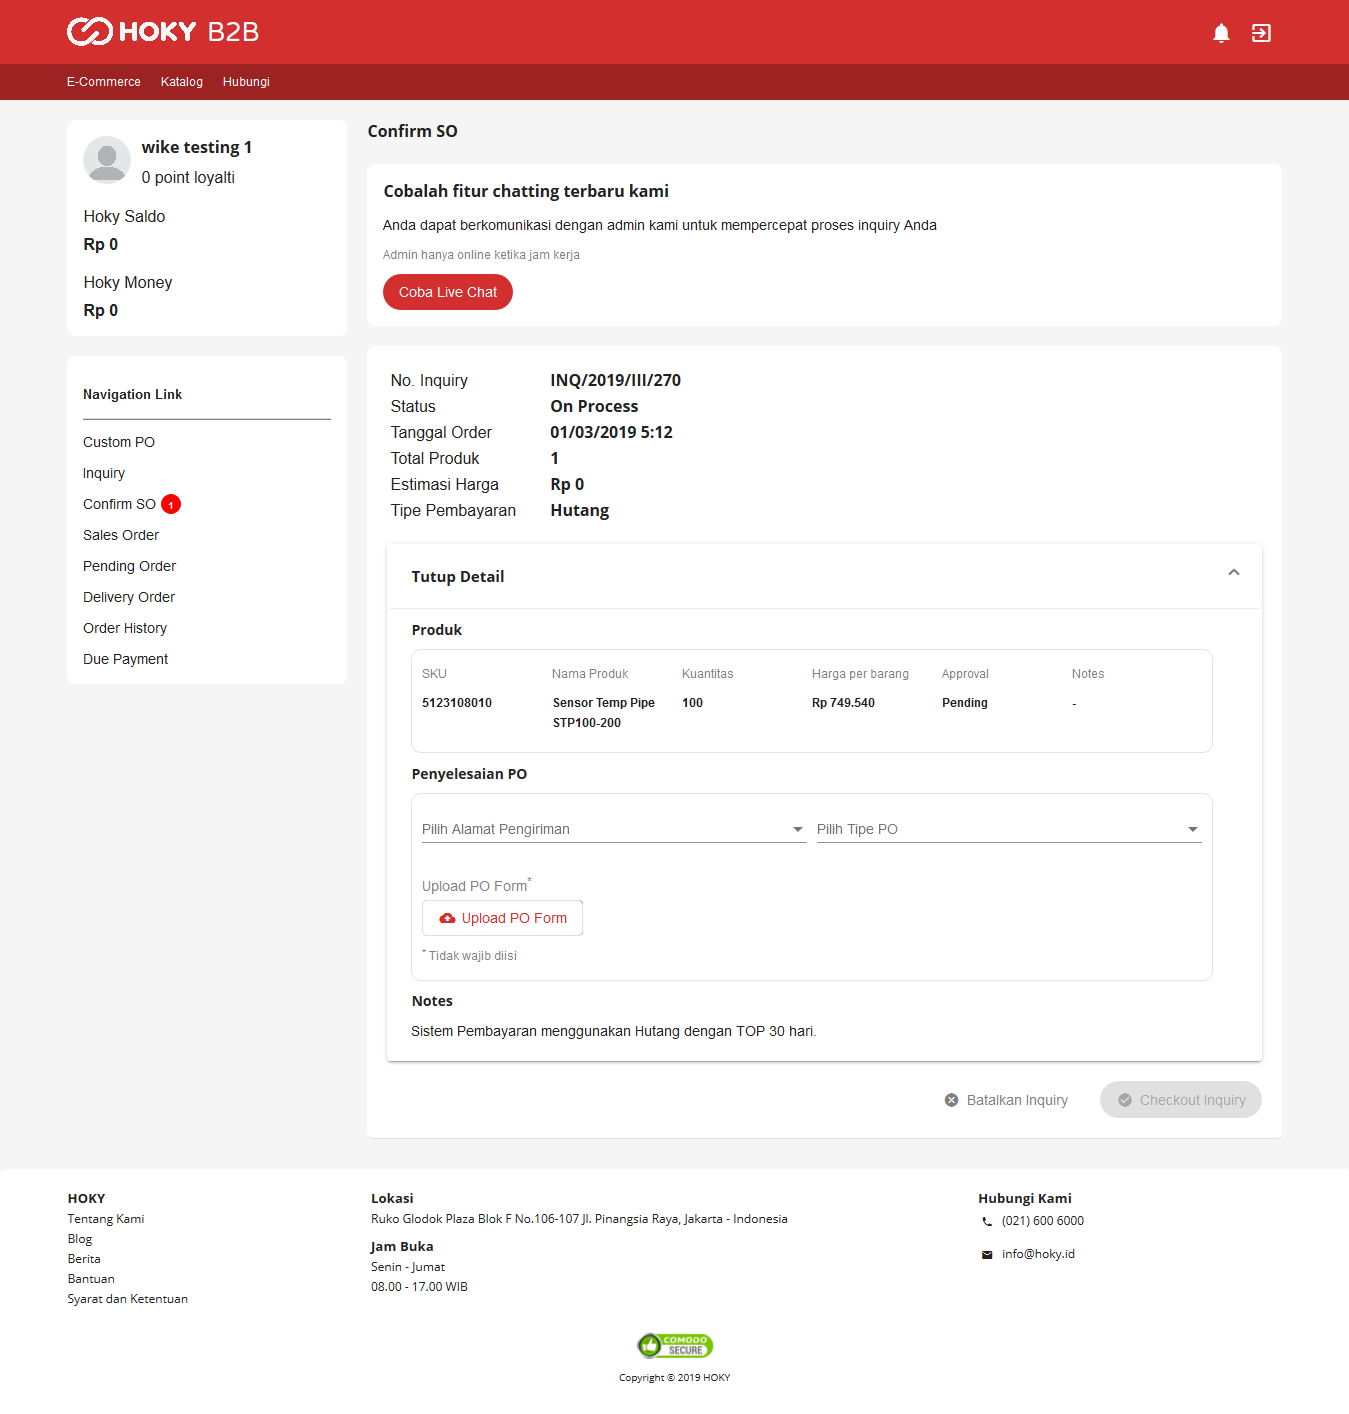 HOKY B2B
E-Commerce Katalog Hubungi
wike testing 1
0 point loyalti
Hoky Saldo
Rp 0
Hoky Money
Rp 0
Navigation Link
Custom PO
Inquiry
Confirm SO 1
Sales Order
Pending Order
Delivery Order
Order History
Due Payment
Confirm SO
Cobalah fitur chatting terbaru kami
Anda dapat berkomunikasi dengan admin kami untuk mempercepat proses inquiry Anda
Admin hanya online ketika jam kerja
Coba Live Chat
No. Inquiry INQ/2019/III/270
Status On Process
Tanggal Order 01/03/2019 5:12
Total Produk 1
Estimasi Harga Rp 0
Tipe Pembayaran Hutang
Tutup Detail
Produk
SKU Nama Produk Kuantitas Harga per barang Approval Notes
5123108010 Sensor Temp Pipe 100 Rp 749.540 Pending -
STP100-200
Penyelesaian PO
Pilih Alamat Pengiriman Pilih Tipe PO
Upload PO Form*
Upload PO Form
* Tidak wajib diisi
Notes
Sistem Pembayaran menggunakan Hutang dengan TOP 30 hari.
Batalkan Inquiry Checkout Inquiry
HOKY
Tentang Kami
Blog
Berita
Bantuan
Syarat dan Ketentuan
Lokasi
Ruko Glodok Plaza Blok F No.106-107 Jl. Pinangsia Raya, Jakarta - Indonesia
Jam Buka
Senin - Jumat
08.00 - 17.00 WIB
Hubungi Kami
(021) 600 6000
info@hoky.id
COMODO
SECURE
Copyright © 2019 HOKY